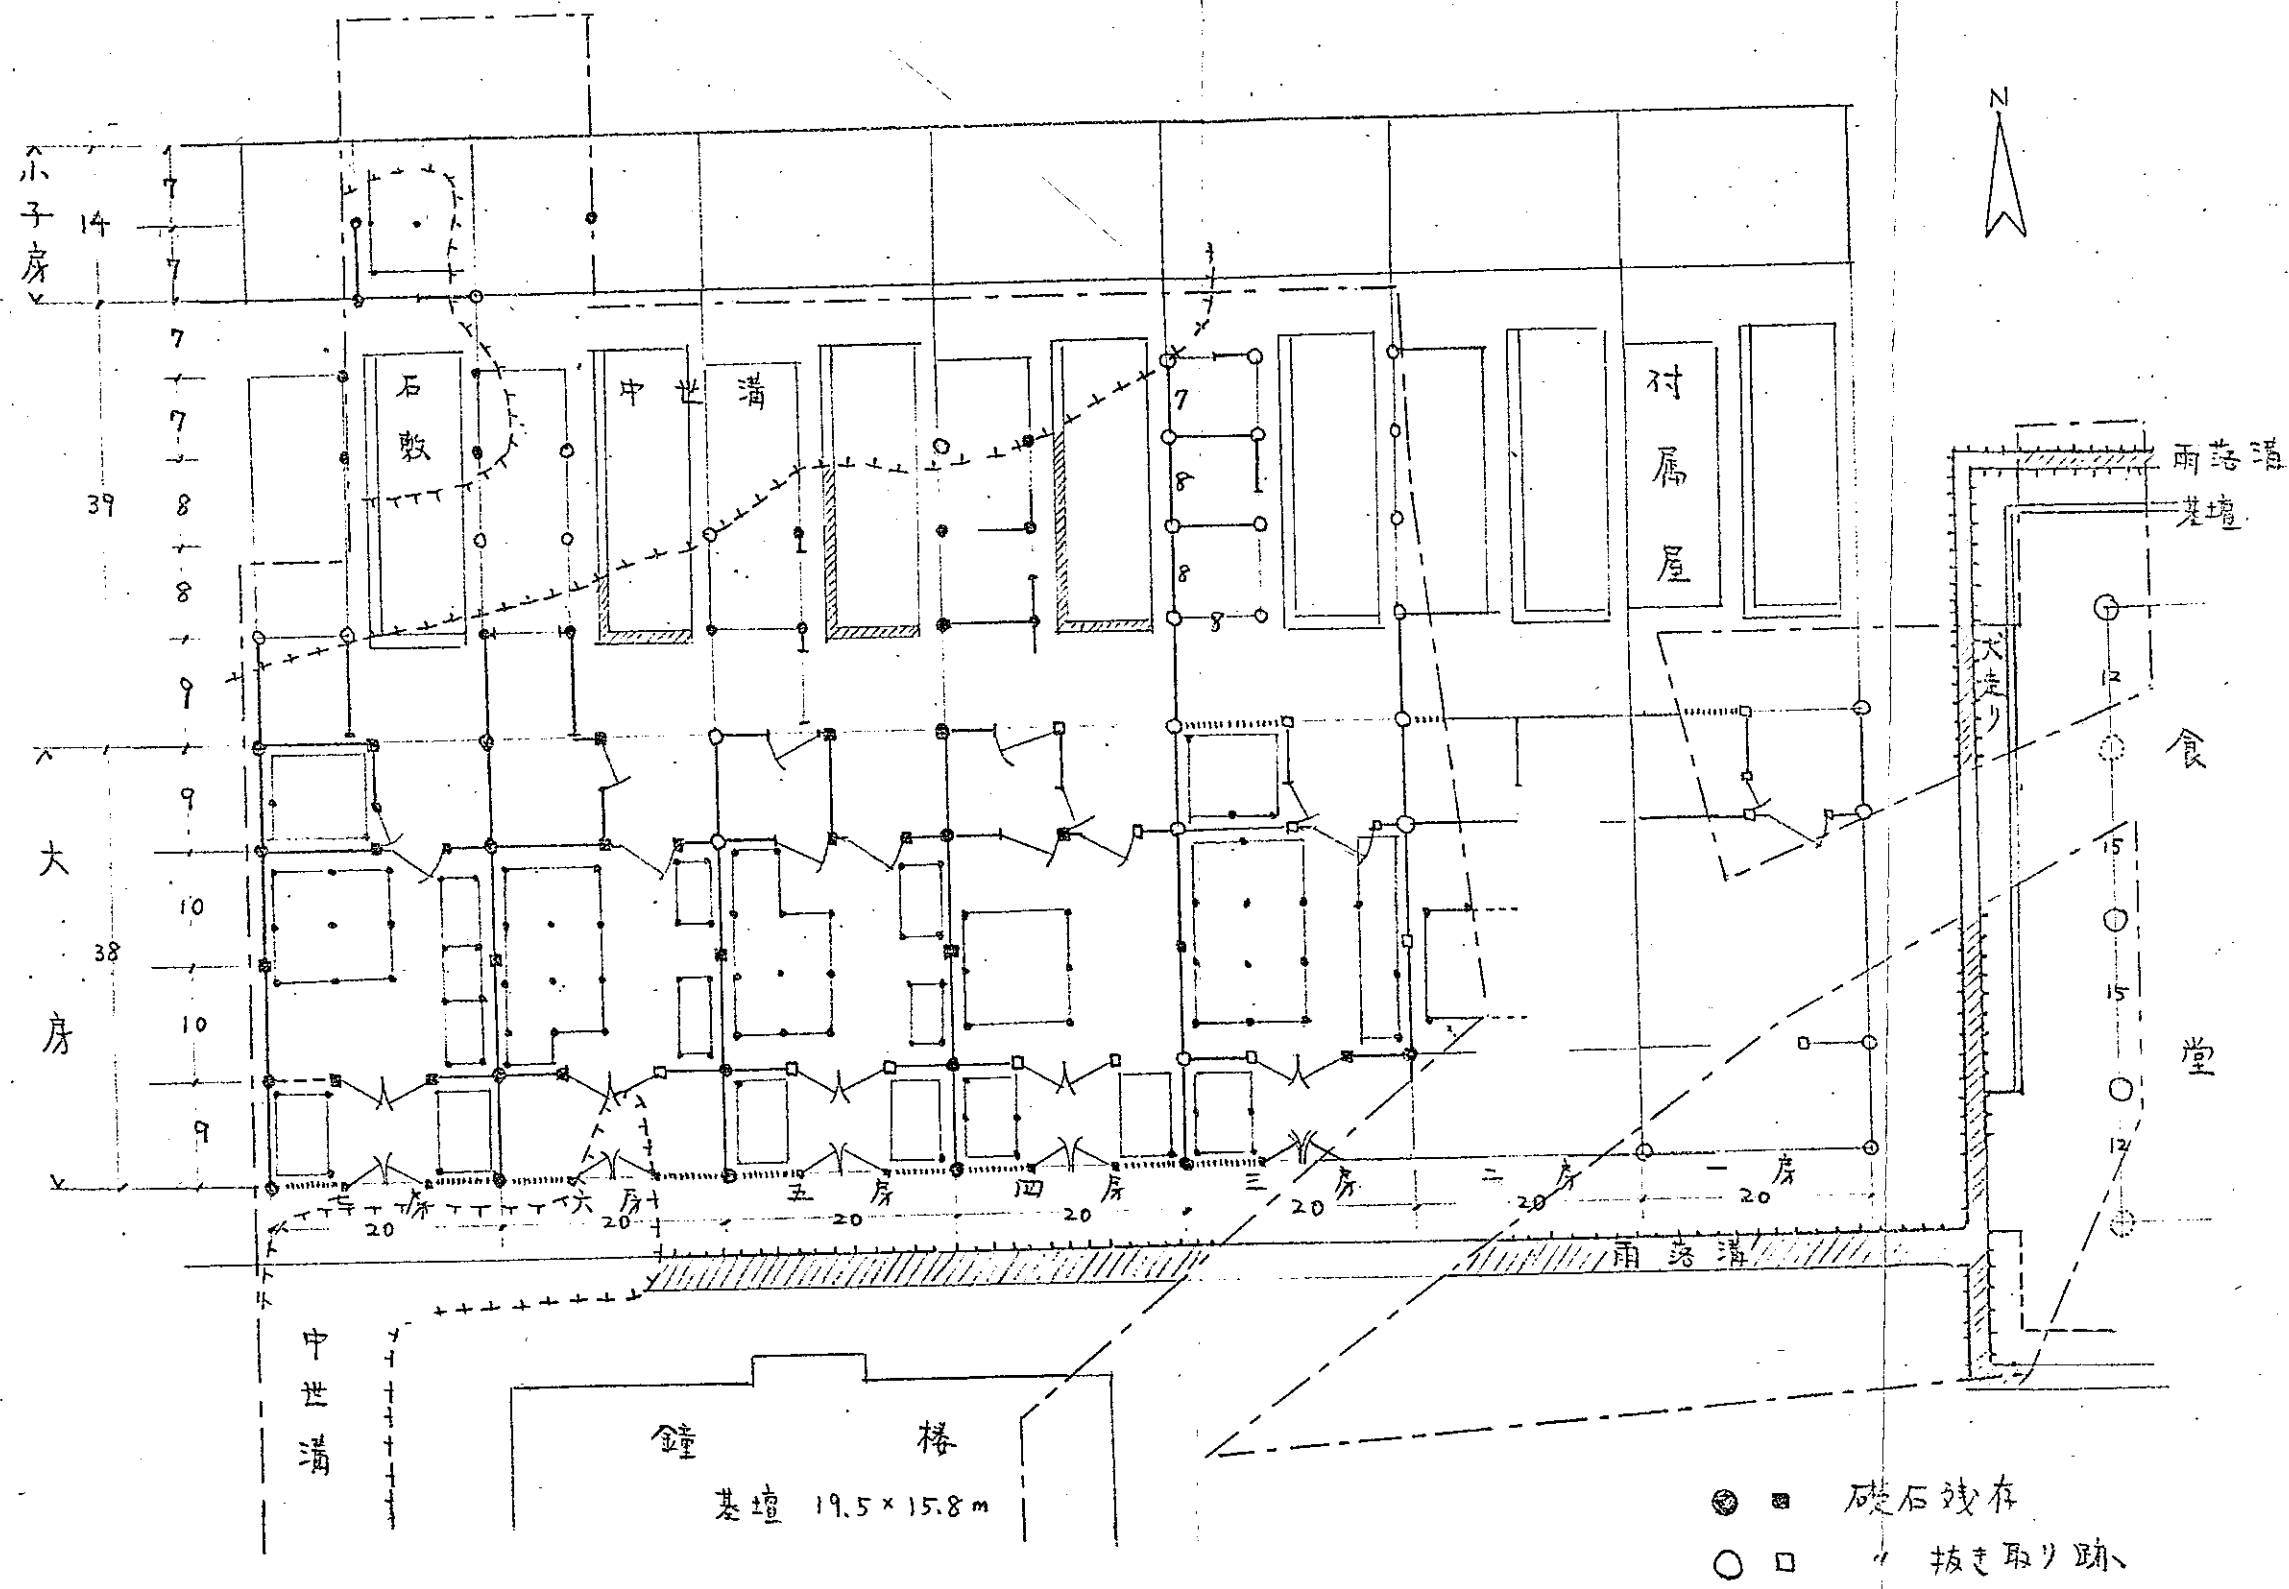 N
小子房
14
7
7
39
7
7
8
8
9
大房
38
9
10
10
9
石敷
中世溝
7
8
8
8
付属屋
雨落溝
基壇
犬走り
食堂
12
15
15
12
七房
六房
五房
四房
三房
二房
一房
20
20
20
20
20
20
20
雨落溝
中世溝
鐘楼
基壇 19.5×15.8m
礎石残存
〃 抜き取り跡